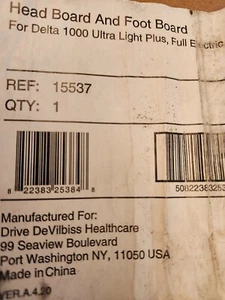 Head Board And Foot Board
For Delta 1000 Ultra Light Plus, Full Electric
REF: 15537
QTY: 1
8 22383 25384 8
Manufactured For:
Drive DeVilbiss Healthcare
99 Seaview Boulevard
Port Washington NY, 11050 USA
Made in China
VER.A.4.20